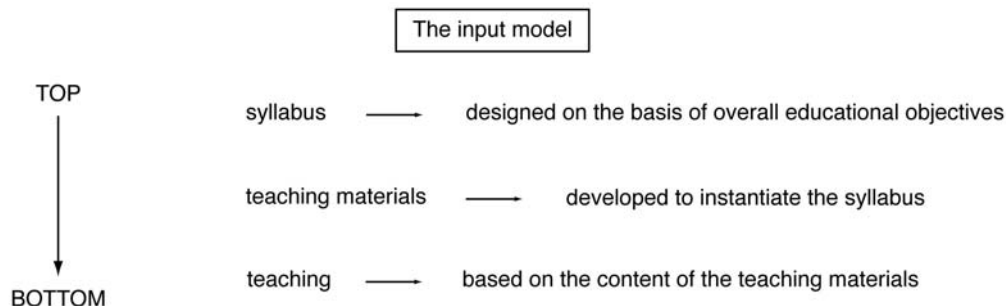 The input model
TOP
syllabus designed on the basis of overall educational objectives
teaching materials developed to instantiate the syllabus
teaching based on the content of the teaching materials
BOTTOM